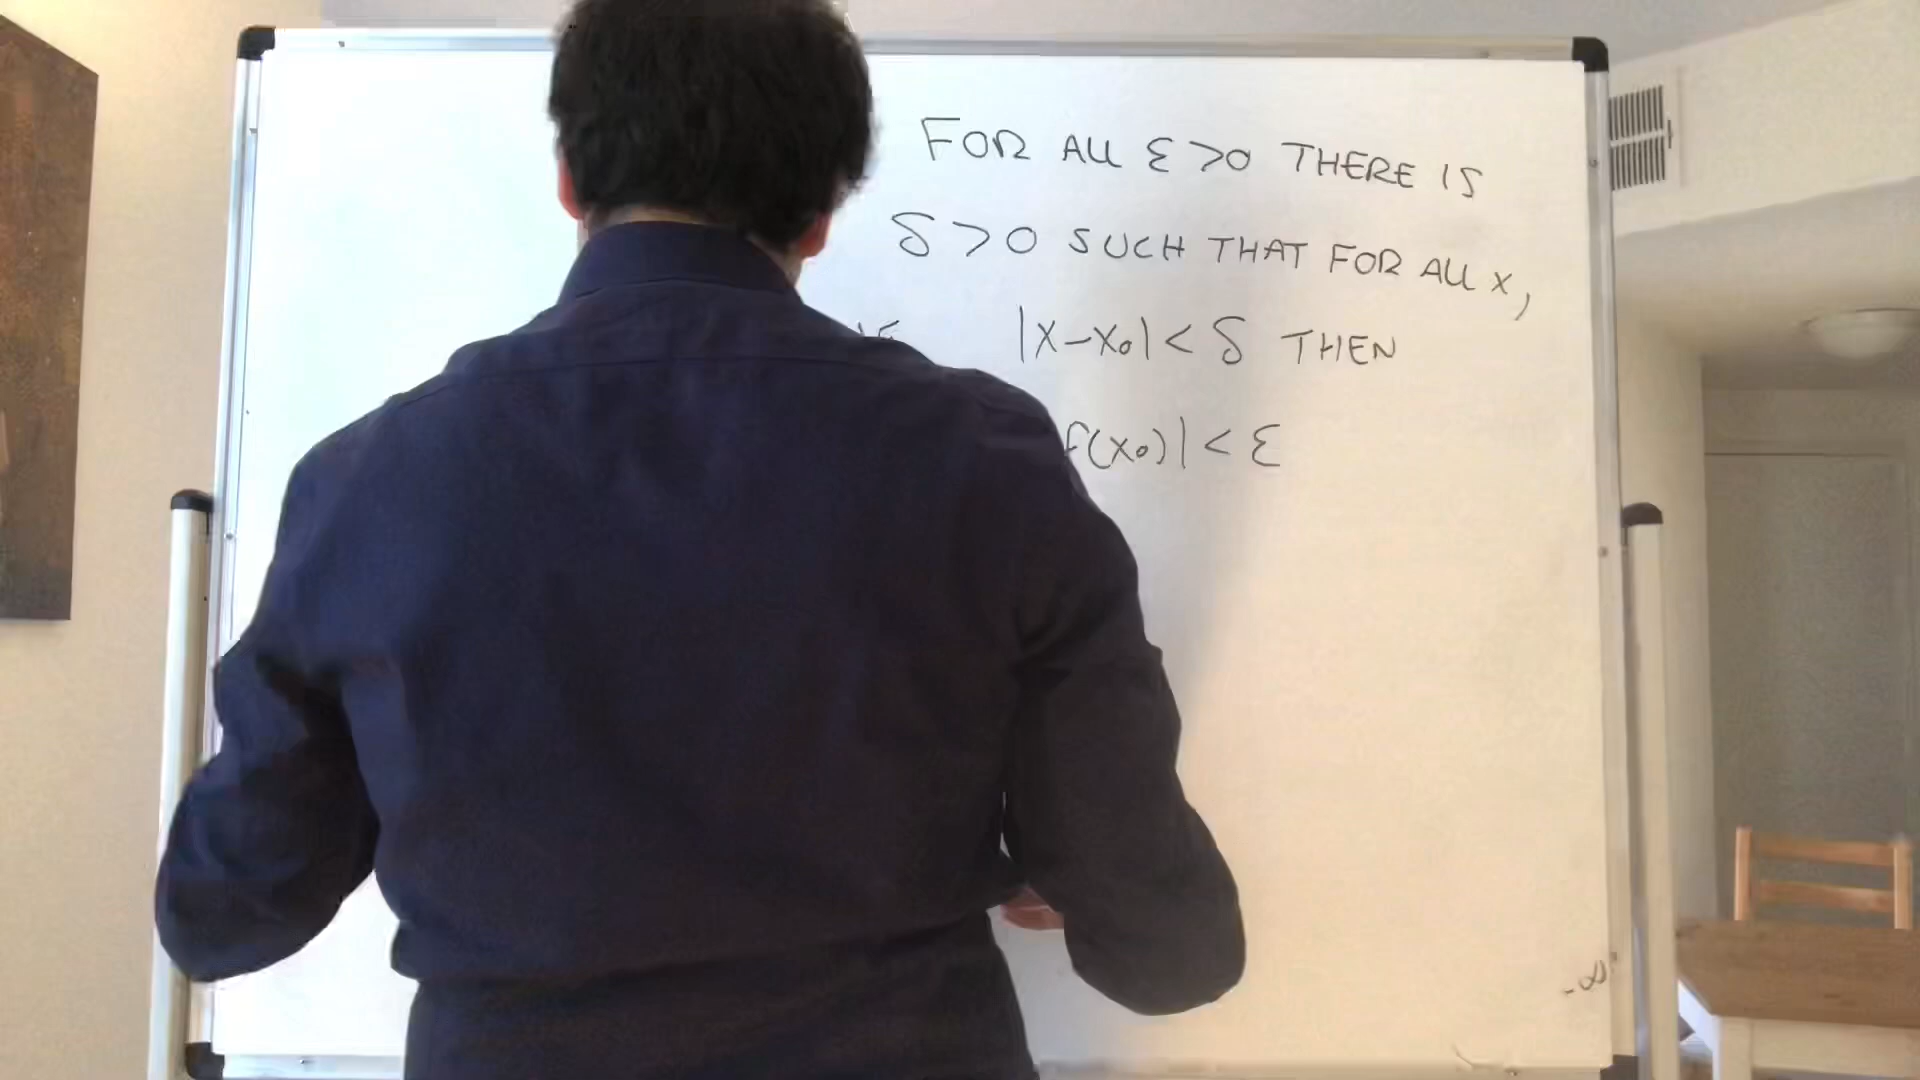 FOR ALL Ɛ > 0 THERE IS
δ > 0 SUCH THAT FOR ALL x,
|x-x₀| < δ THEN
f(x₀)| < Ɛ
-∞